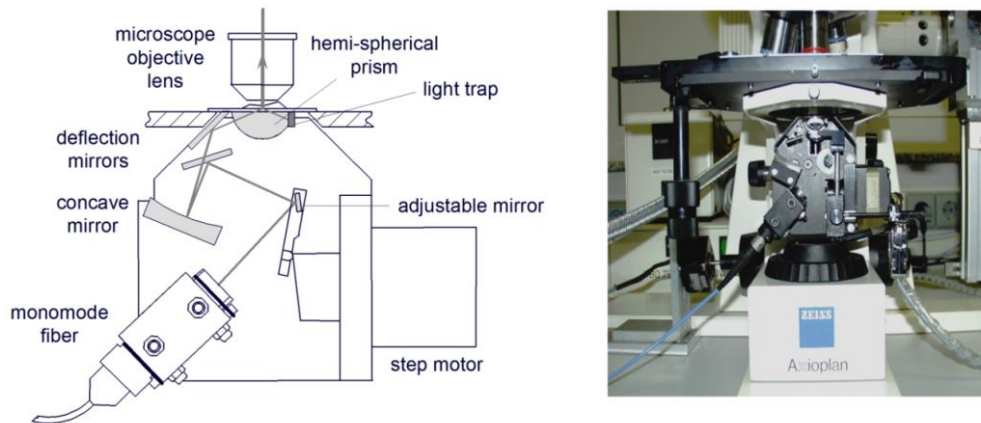 microscope
objective
lens
hemi-spherical
prism
light trap
deflection
mirrors
concave
mirror
adjustable mirror
monomode
fiber
step motor
ZEISS
Axioplan